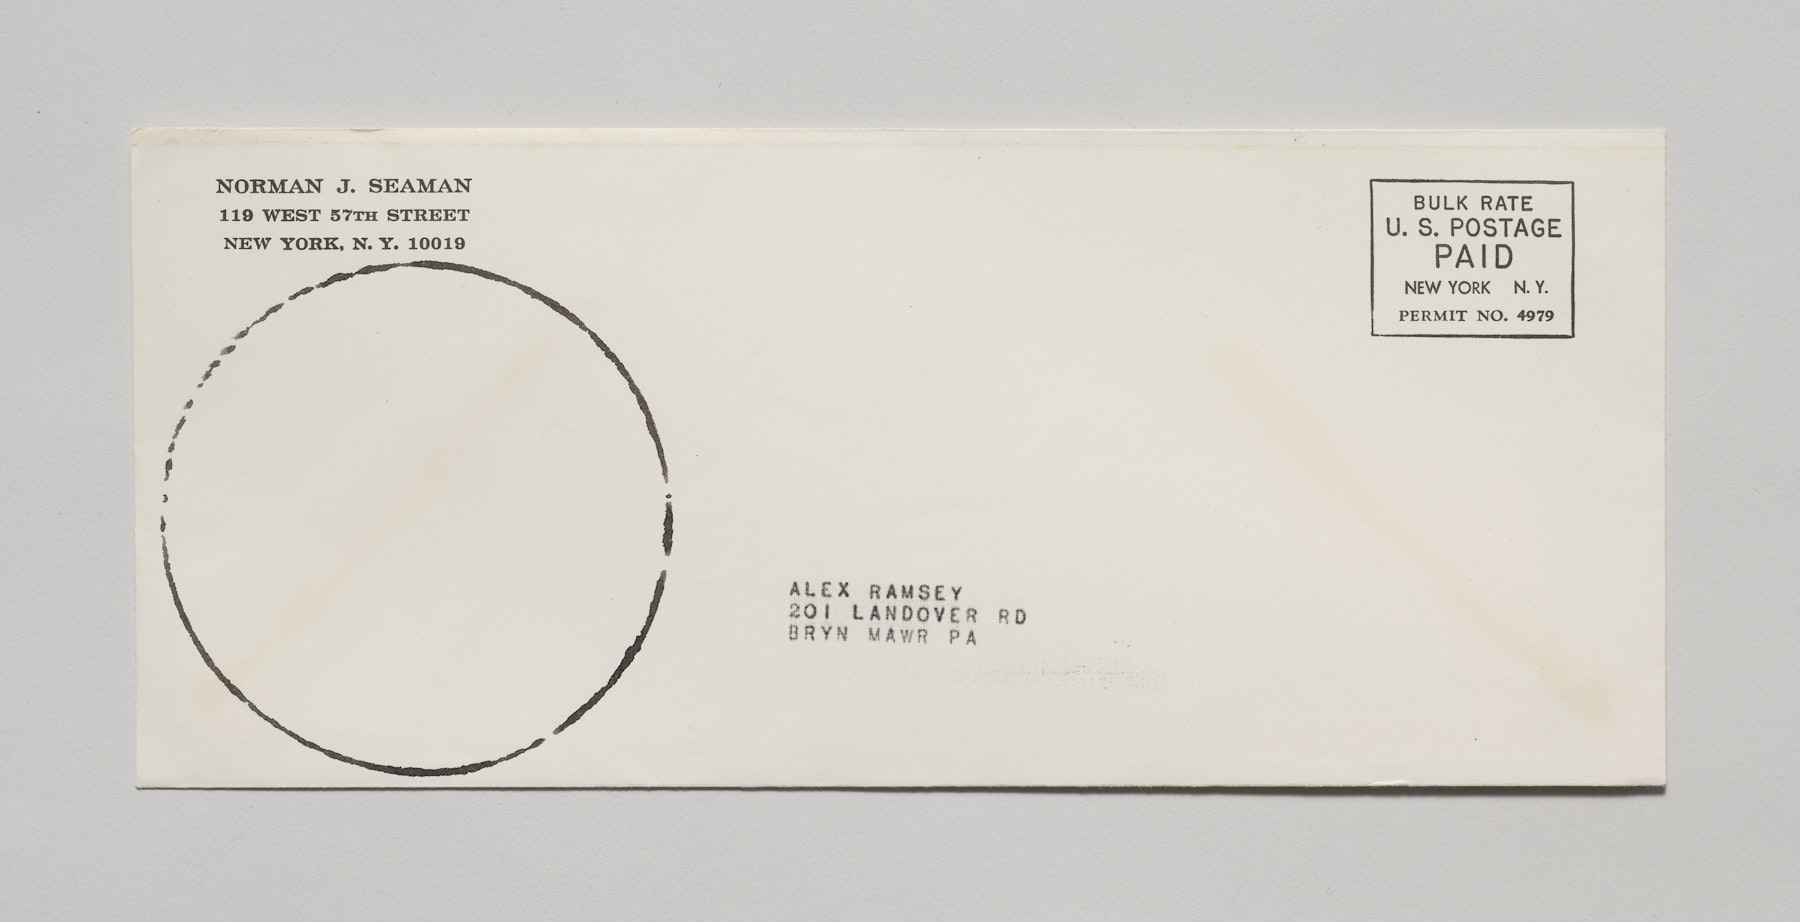 NORMAN J. SEAMAN
119 WEST 57TH STREET
NEW YORK, N. Y. 10019
BULK RATE
U. S. POSTAGE
PAID
NEW YORK N. Y.
PERMIT NO. 4979
ALEX RAMSEY
201 LANDOVER RD
BRYN MAWR PA